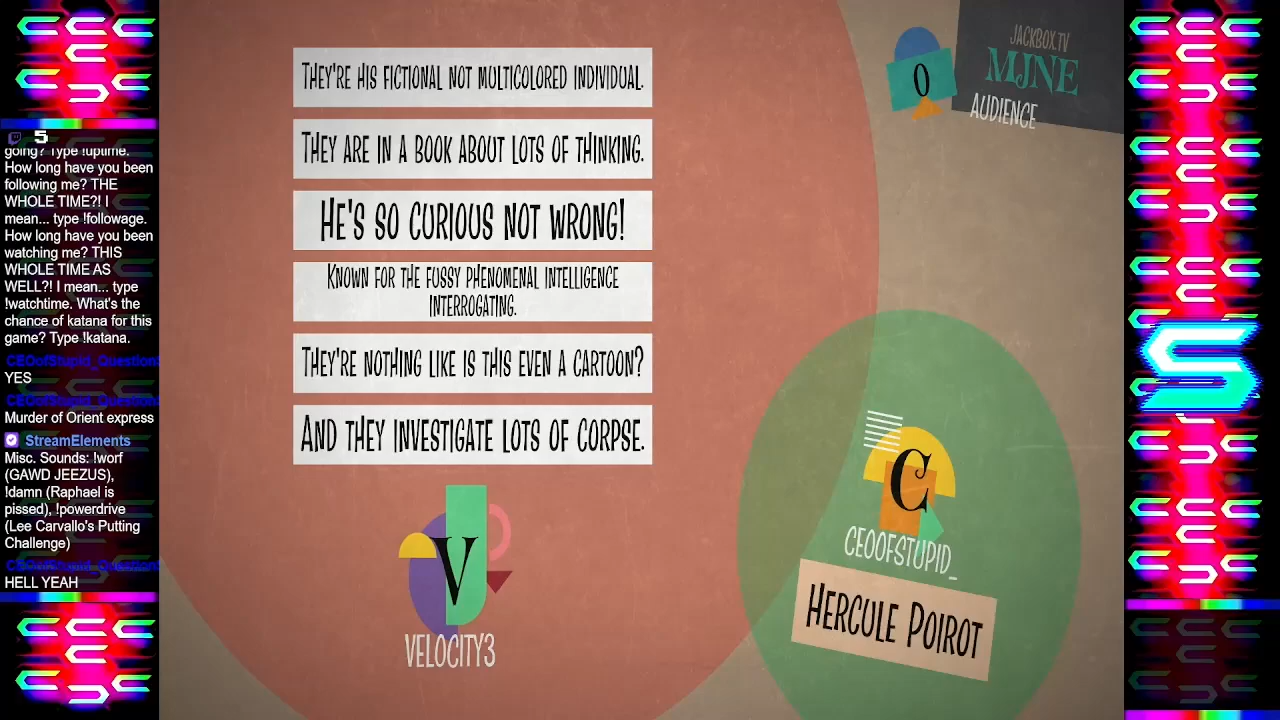 5
going? Type !uptime.
How long have you been
following me? THE
WHOLE TIME?! I
mean... type !followage.
How long have you been
watching me? THIS
WHOLE TIME AS
WELL?! I mean... type
!watchtime. What's the
chance of katana for this
game? Type !katana.
CEOofStupid_Question
YES
CEOofStupid_Question
Murder of Orient express
StreamElements
Misc. Sounds: !worf
(GAWD JEEZUS),
!damn (Raphael is
pissed), !powerdrive
(Lee Carvallo's Putting
Challenge)
CEOofStupid_Question
HELL YEAH
THEY'RE HIS FICTIONAL NOT MULTICOLORED INDIVIDUAL.
THEY ARE IN A BOOK ABOUT LOTS OF THINKING.
HE'S SO CURIOUS NOT WRONG!
KNOWN FOR THE FUSSY PHENOMENAL INTELLIGENCE
INTERROGATING.
THEY'RE NOTHING LIKE IS THIS EVEN A CARTOON?
AND THEY INVESTIGATE LOTS OF CORPSE.
V
VELOCITY3
0
JACKBOX.TV
MJNE
AUDIENCE
C
CEOOFSTUPID_
HERCULE POIROT
S